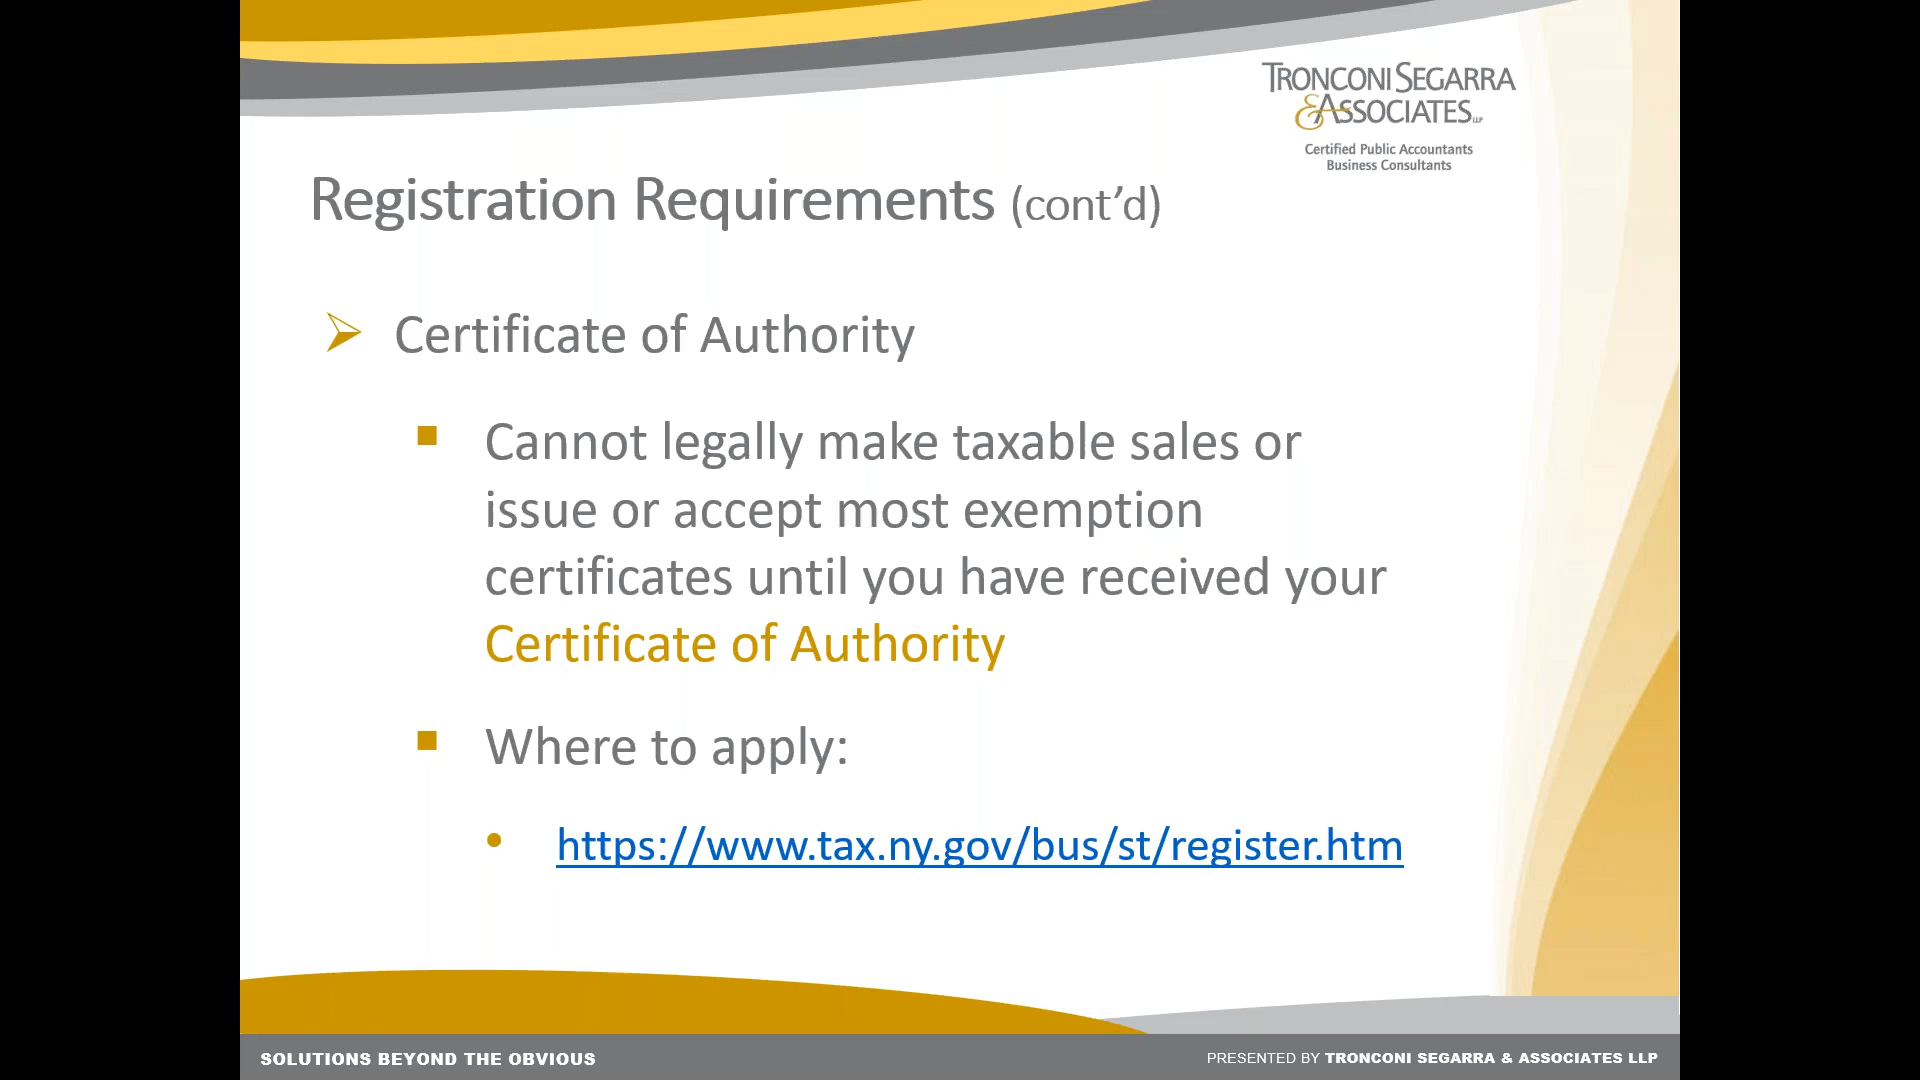 TRONCONI SEGARRA
& ASSOCIATES LLP
Certified Public Accountants
Business Consultants
Registration Requirements (cont’d)
Certificate of Authority
Cannot legally make taxable sales or
issue or accept most exemption
certificates until you have received your
Certificate of Authority
Where to apply:
https://www.tax.ny.gov/bus/st/register.htm
SOLUTIONS BEYOND THE OBVIOUS
PRESENTED BY TRONCONI SEGARRA & ASSOCIATES LLP